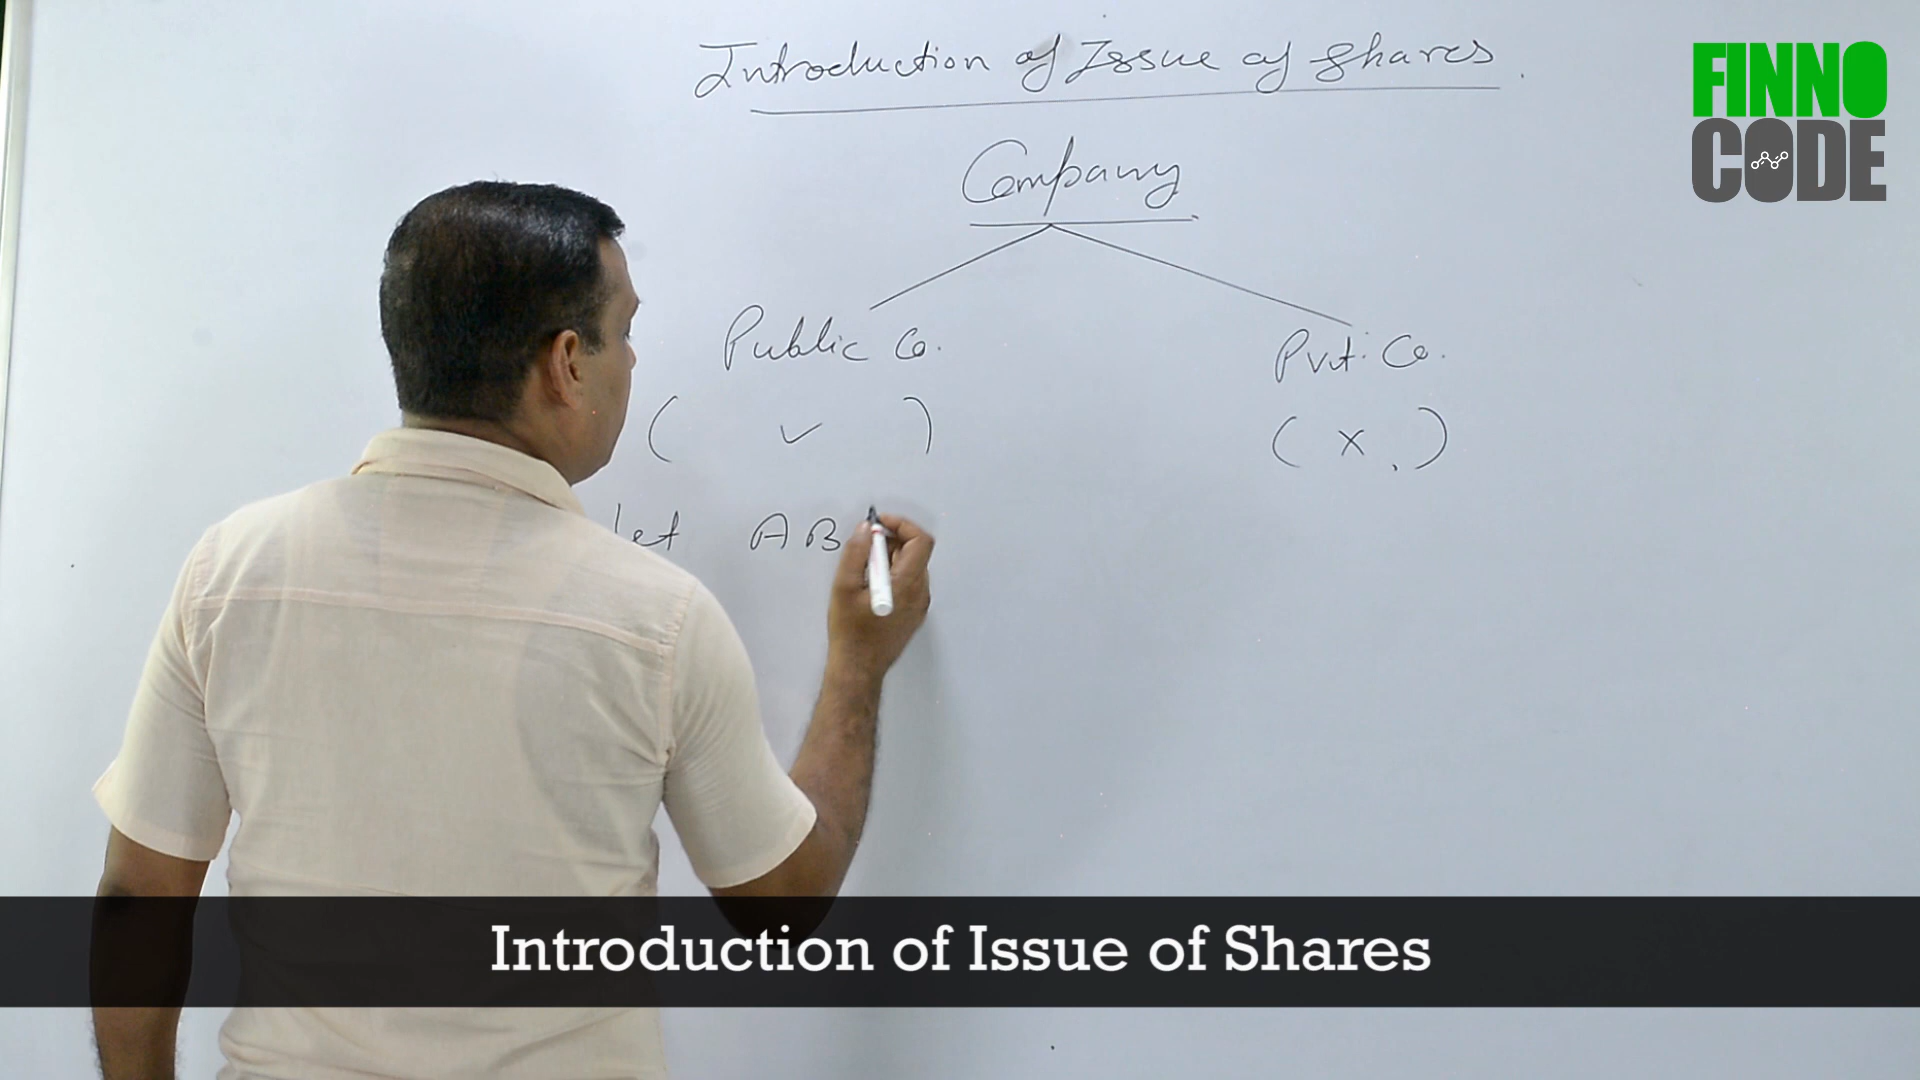 Introduction of Issue of Shares.
FINNO
CODE
Company
Public Co.
Pvt. Co.
( ✓ )
( x . )
let AB
Introduction of Issue of Shares